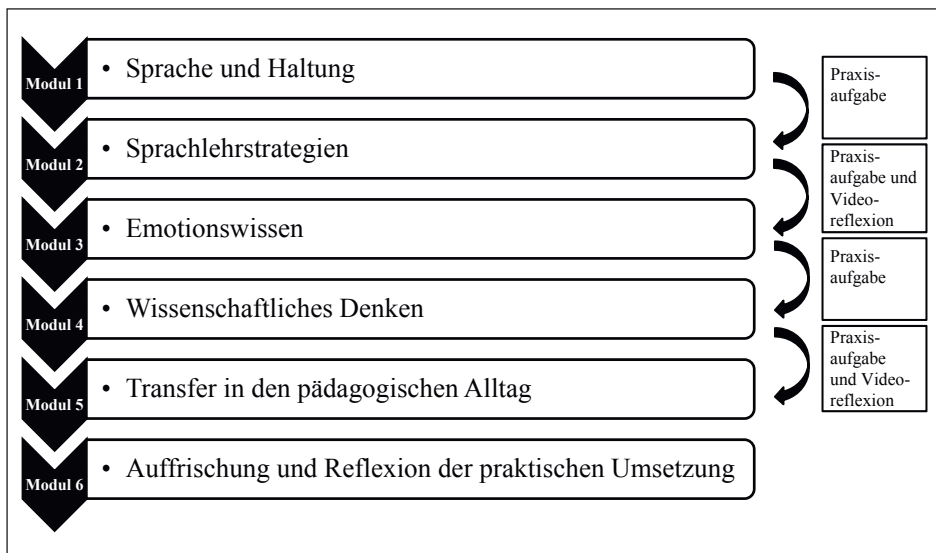 Modul 1
• Sprache und Haltung
Praxis-
aufgabe
Modul 2
• Sprachlehrstrategien
Praxis-
aufgabe und
Video-
reflexion
Modul 3
• Emotionswissen
Praxis-
aufgabe
Modul 4
• Wissenschaftliches Denken
Praxis-
aufgabe
und Video-
reflexion
Modul 5
• Transfer in den pädagogischen Alltag
Modul 6
• Auffrischung und Reflexion der praktischen Umsetzung